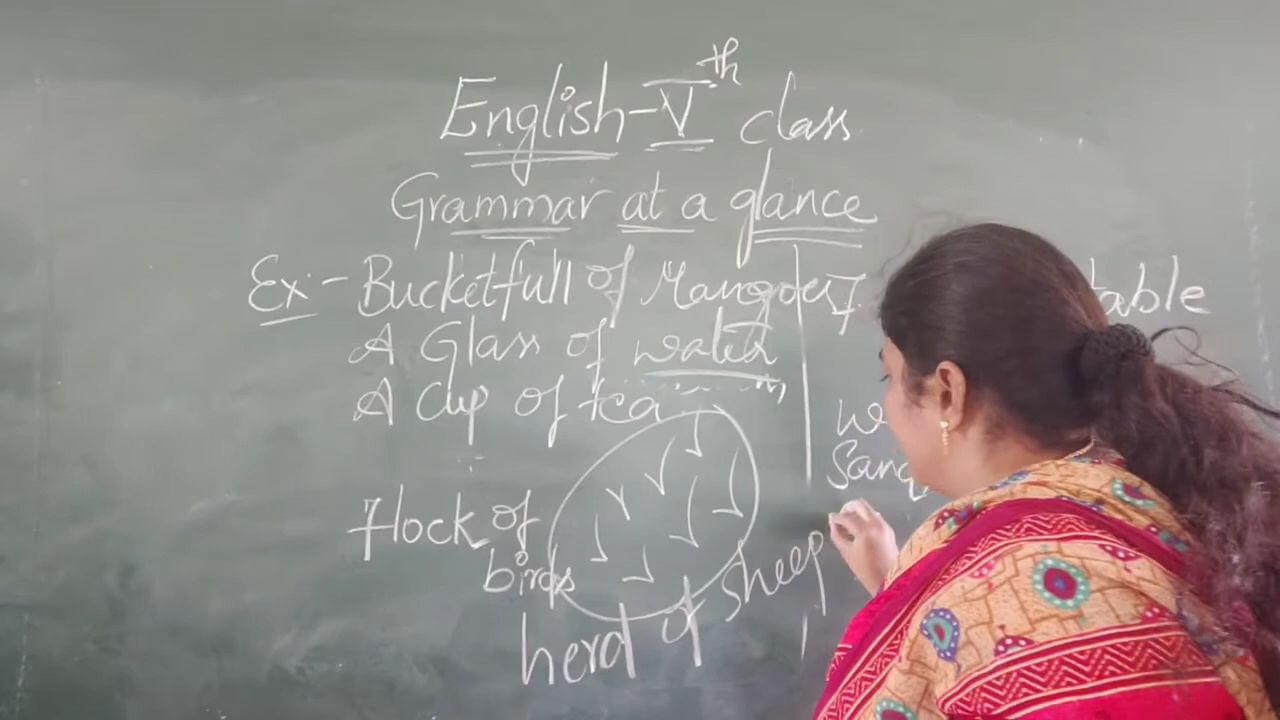 English-Vth class
Grammar at a glance
Ex-Bucketfull of Mangoes
A Glass of water
A Cup of tea
Flock of
birds
herd of sheep
table